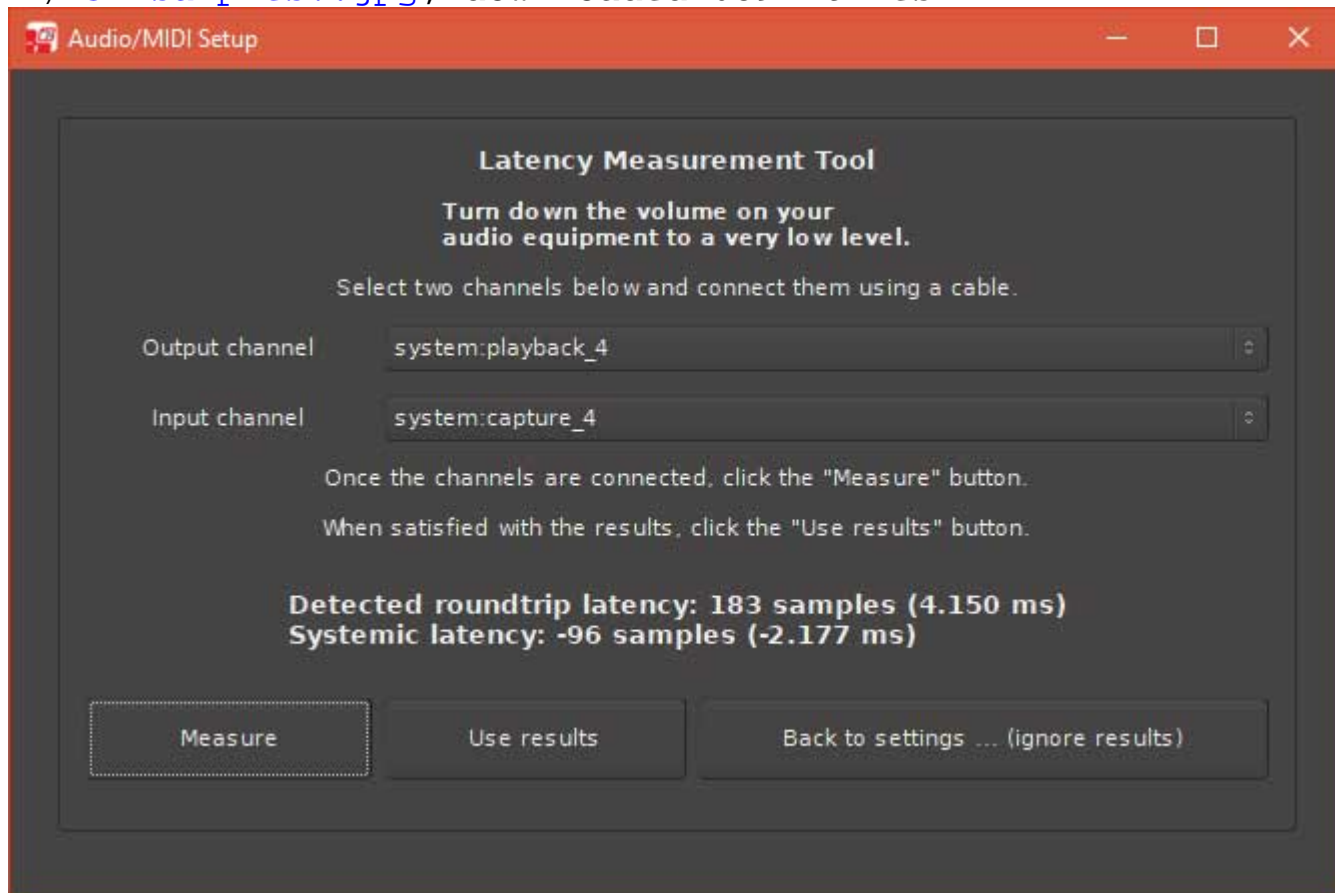 Audio/MIDI Setup
Latency Measurement Tool
Turn down the volume on your
audio equipment to a very low level.
Select two channels below and connect them using a cable.
Output channel system:playback_4
Input channel system:capture_4
Once the channels are connected, click the "Measure" button.
When satisfied with the results, click the "Use results" button.
Detected roundtrip latency: 183 samples (4.150 ms)
Systemic latency: -96 samples (-2.177 ms)
Measure Use results Back to settings ... (ignore results)